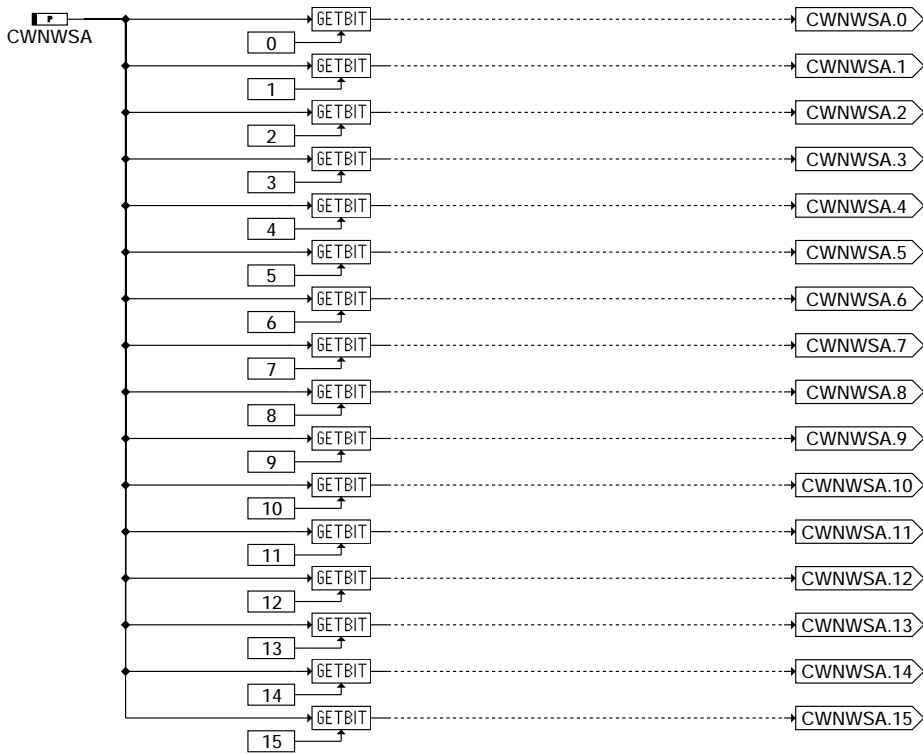 P
CWNWSA
GETBIT
CWNWSA.0
0
GETBIT
CWNWSA.1
1
GETBIT
CWNWSA.2
2
GETBIT
CWNWSA.3
3
GETBIT
CWNWSA.4
4
GETBIT
CWNWSA.5
5
GETBIT
CWNWSA.6
6
GETBIT
CWNWSA.7
7
GETBIT
CWNWSA.8
8
GETBIT
CWNWSA.9
9
GETBIT
CWNWSA.10
10
GETBIT
CWNWSA.11
11
GETBIT
CWNWSA.12
12
GETBIT
CWNWSA.13
13
GETBIT
CWNWSA.14
14
GETBIT
CWNWSA.15
15